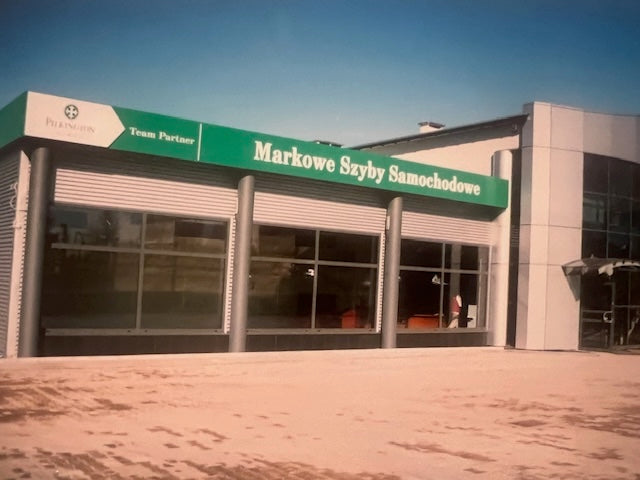 PILKINGTON
Team Partner
Markowe Szyby Samochodowe